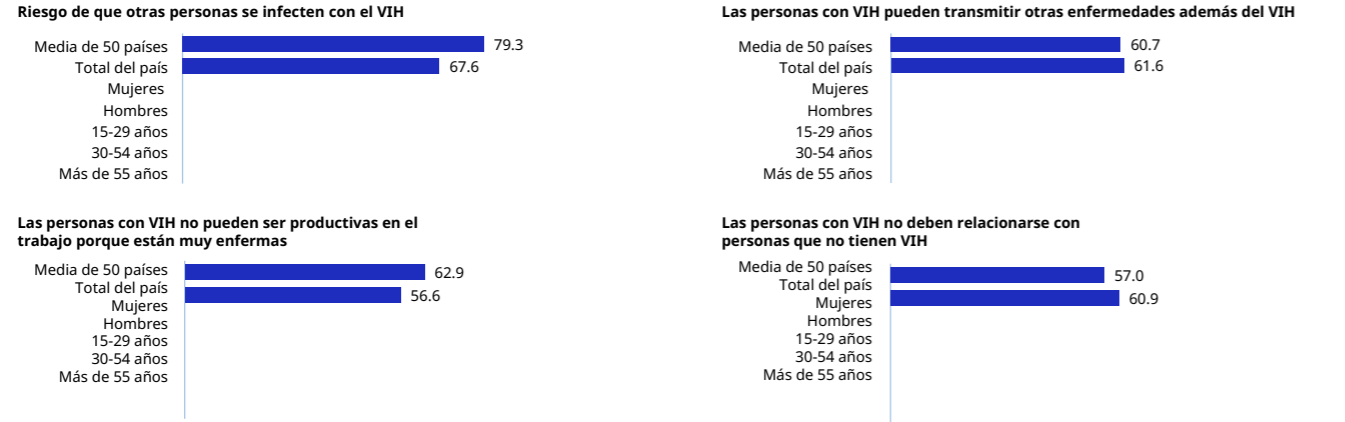 Riesgo de que otras personas se infecten con el VIH
Media de 50 países 79.3
Total del país 67.6
Mujeres
Hombres
15-29 años
30-54 años
Más de 55 años
Las personas con VIH pueden transmitir otras enfermedades además del VIH
Media de 50 países 60.7
Total del país 61.6
Mujeres
Hombres
15-29 años
30-54 años
Más de 55 años
Las personas con VIH no pueden ser productivas en el
trabajo porque están muy enfermas
Media de 50 países 62.9
Total del país 56.6
Mujeres
Hombres
15-29 años
30-54 años
Más de 55 años
Las personas con VIH no deben relacionarse con
personas que no tienen VIH
Media de 50 países 57.0
Total del país 60.9
Mujeres
Hombres
15-29 años
30-54 años
Más de 55 años